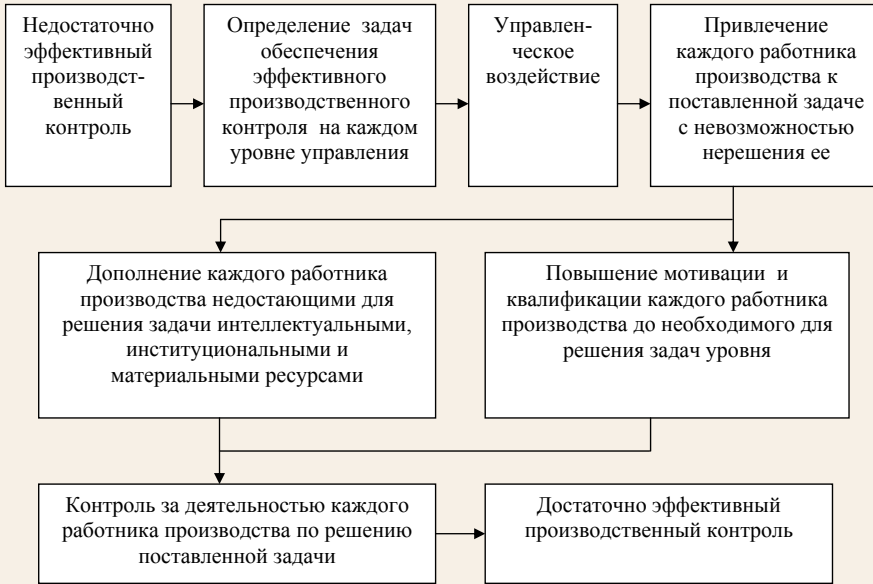 Недостаточно
эффективный
производст-
венный
контроль
Определение задач
обеспечения
эффективного
производственного
контроля на каждом
уровне управления
Управлен-
ческое
воздействие
Привлечение
каждого работника
производства к
поставленной задаче
с невозможностью
нерешения ее
Дополнение каждого работника
производства недостающими для
решения задачи интеллектуальными,
институциональными и
материальными ресурсами
Повышение мотивации и
квалификации каждого работника
производства до необходимого для
решения задач уровня
Контроль за деятельностью каждого
работника производства по решению
поставленной задачи
Достаточно эффективный
производственный контроль